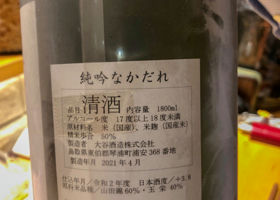 純吟なかだれ
品目 清酒 内容量 1800ml
アルコール度 17度以上18度未満
原材料名 米(国産)、米麹(国産米)
精米歩合 50%
製造者 大谷酒造株式会社
鳥取県東伯郡琴浦町浦安368番地
製造年月 2021年4月
仕込年月/令和2年度 日本酒度/+3.8
原料米品種/山田錦60%・玉栄40%